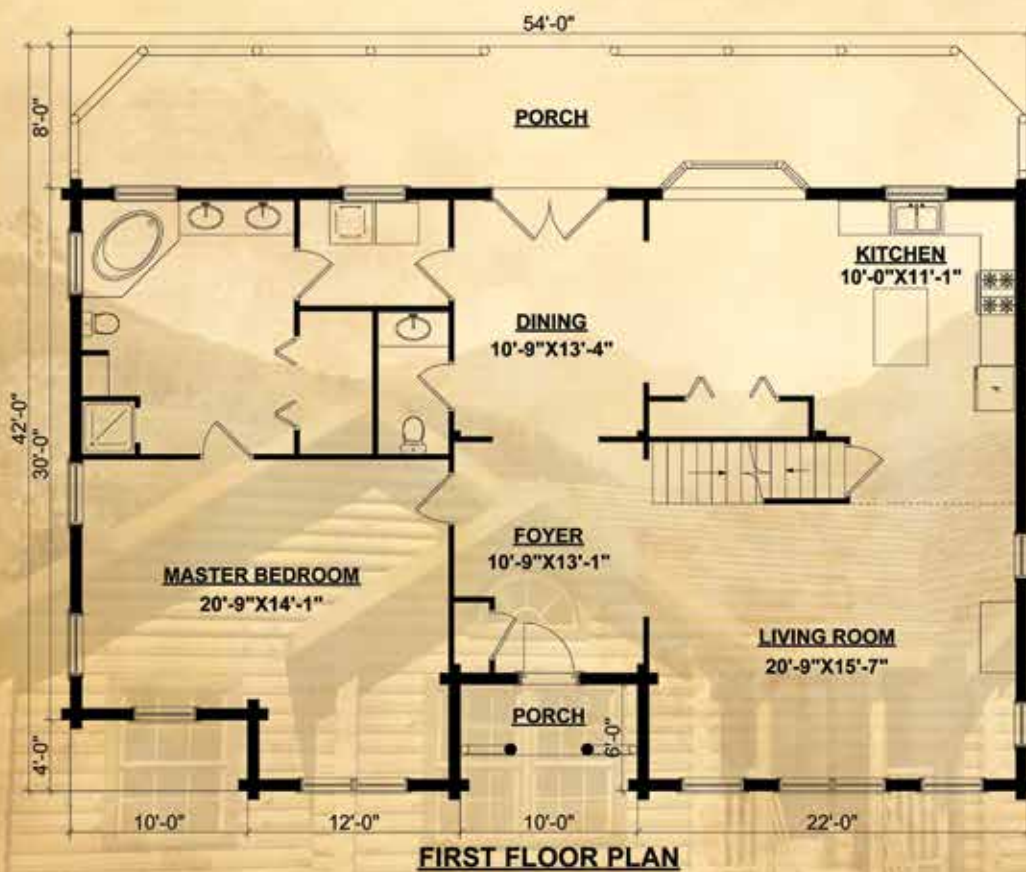 54'-0"
8'-0"
PORCH
KITCHEN
10'-0"X11'-1"
DINING
10'-9"X13'-4"
42'-0"
30'-0"
FOYER
10'-9"X13'-1"
MASTER BEDROOM
20'-9"X14'-1"
LIVING ROOM
20'-9"X15'-7"
PORCH
6'-0"
4'-0"
10'-0"
12'-0"
10'-0"
22'-0"
FIRST FLOOR PLAN